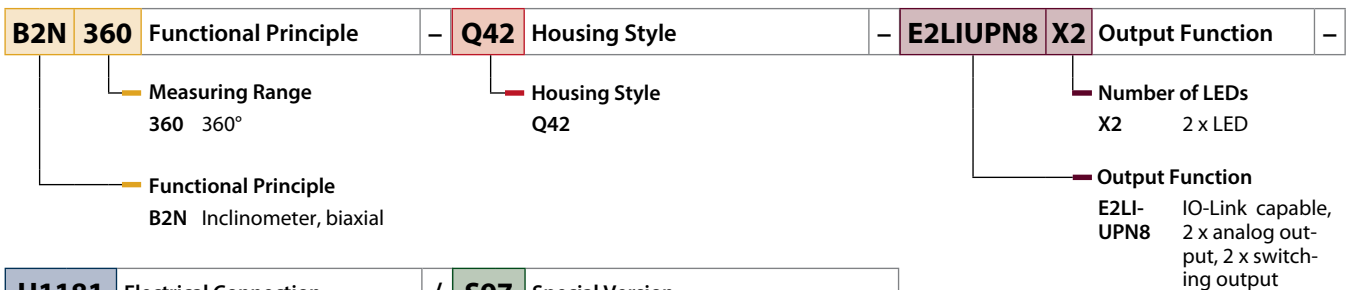 B2N 360 Functional Principle – Q42 Housing Style – E2LIUPN8 X2 Output Function –
Measuring Range
360 360°
Functional Principle
B2N Inclinometer, biaxial
Housing Style
Q42
Number of LEDs
X2 2 x LED
Output Function
E2LI- IO-Link capable,
UPN8 2 x analog out-
put, 2 x switch-
ing output
H1181 Electrical Connection / S97 Special Version